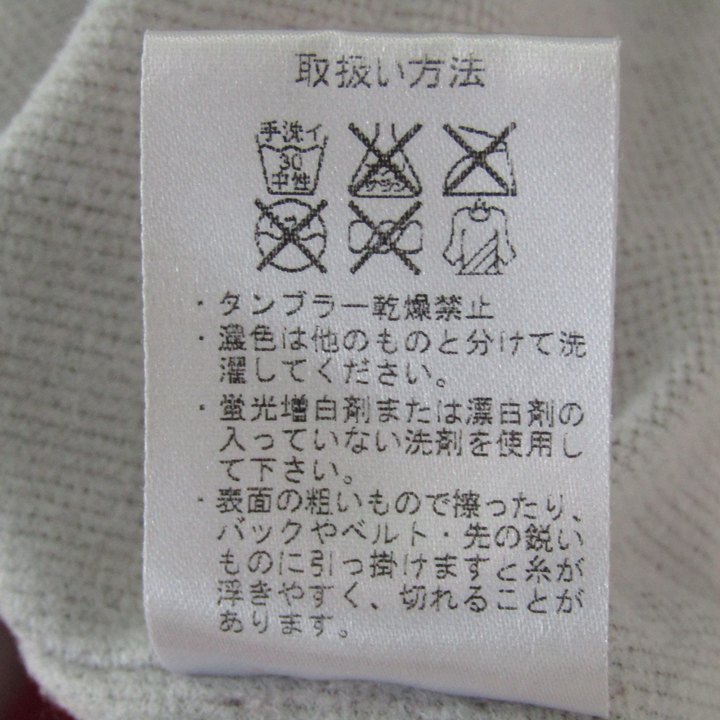 取扱い方法
手洗イ
30
中性
・タンブラー乾燥禁止
・濃色は他のものと分けて洗
濯してください。
・蛍光増白剤または漂白剤の
入っていない洗剤を使用し
て下さい。
・表面の粗いもので擦ったり、
バックやベルト・先の鋭い
ものに引っ掛けますと糸が
浮きやすく、切れることが
あります。